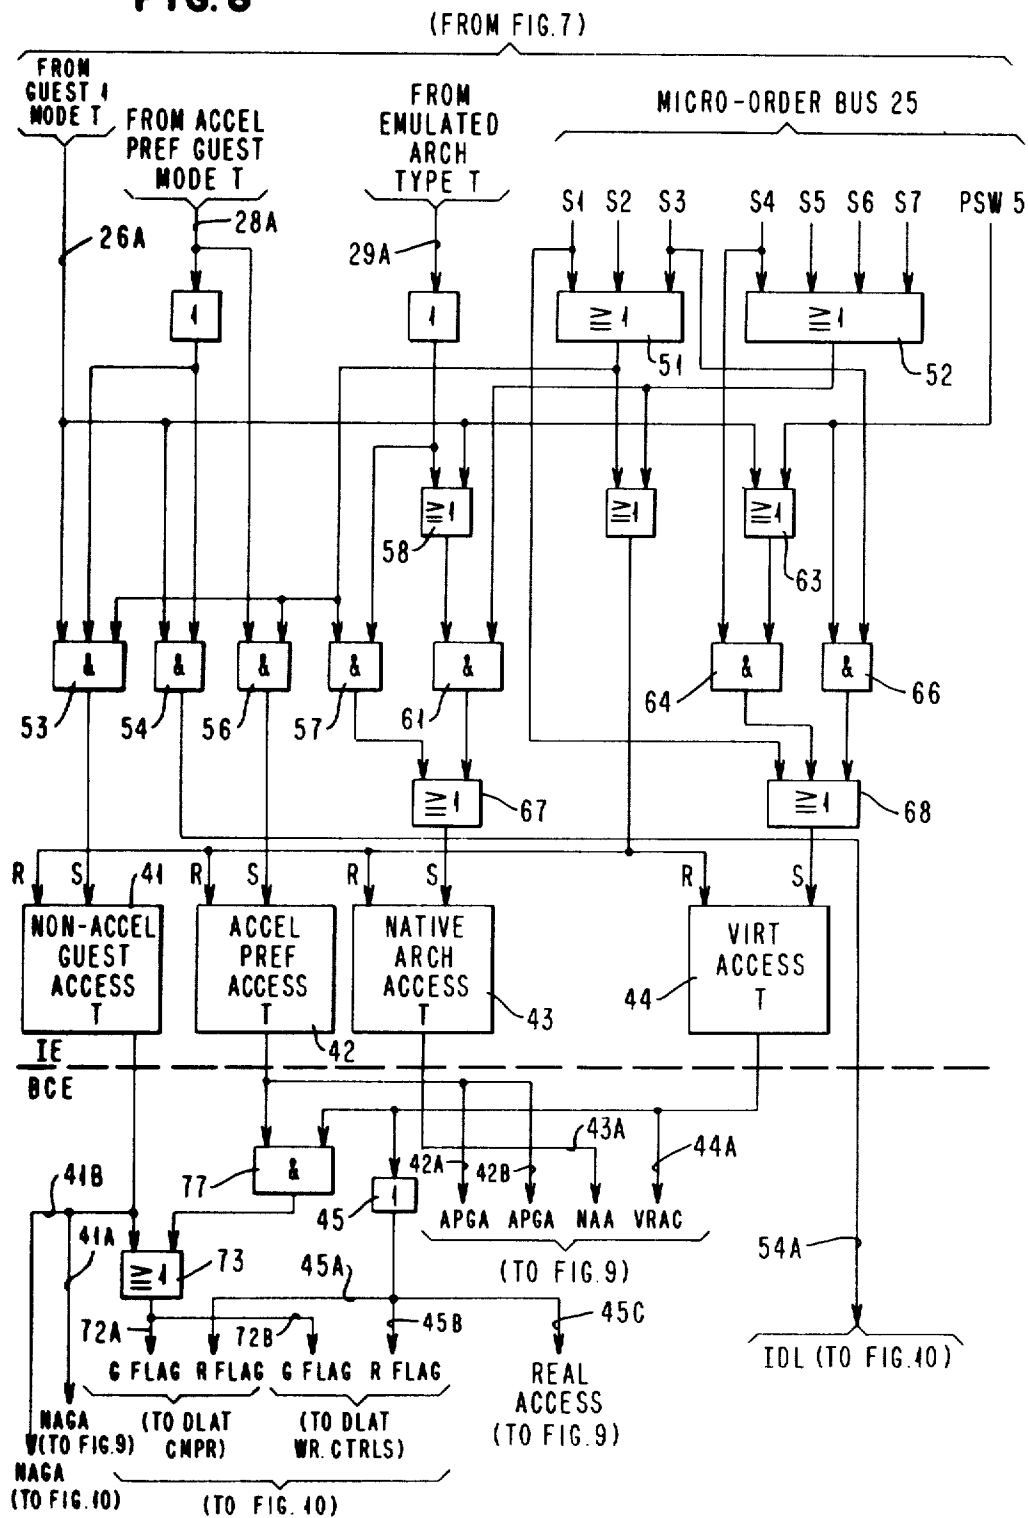 FIG. 8
(FROM FIG.7)
FROM
GUEST 1
MODE T
FROM ACCEL
PREF GUEST
MODE T
FROM
EMULATED
ARCH
TYPE T
MICRO-ORDER BUS 25
S1 S2 S3 S4 S5 S6 S7 PSW 5
26A
28A
29A
1
1
≧1
51
≧1
52
≧1
58
≧1
≧1
63
&
53
&
54
&
56
&
57
&
61
&
64
&
66
≧1
67
≧1
68
R S 41
R S
R S
R S
NON-ACCEL
GUEST
ACCESS
T
ACCEL
PREF
ACCESS
T
42
NATIVE
ARCH
ACCESS
T
43
VIRT
ACCESS
T
44
IE
BCE
77
&
45
1
42A
42B
43A
44A
APGA APGA NAA VRAC
(TO FIG.9)
41B
41A
≧1
73
45A
72A
72B
45B
45C
54A
G FLAG R FLAG G FLAG R FLAG
REAL
ACCESS
(TO FIG.9)
IDL (TO FIG.10)
NAGA
(TO FIG.9)
(TO DLAT
CMPR)
(TO DLAT
WR. CTRLS)
NAGA
(TO FIG.10)
(TO FIG.10)